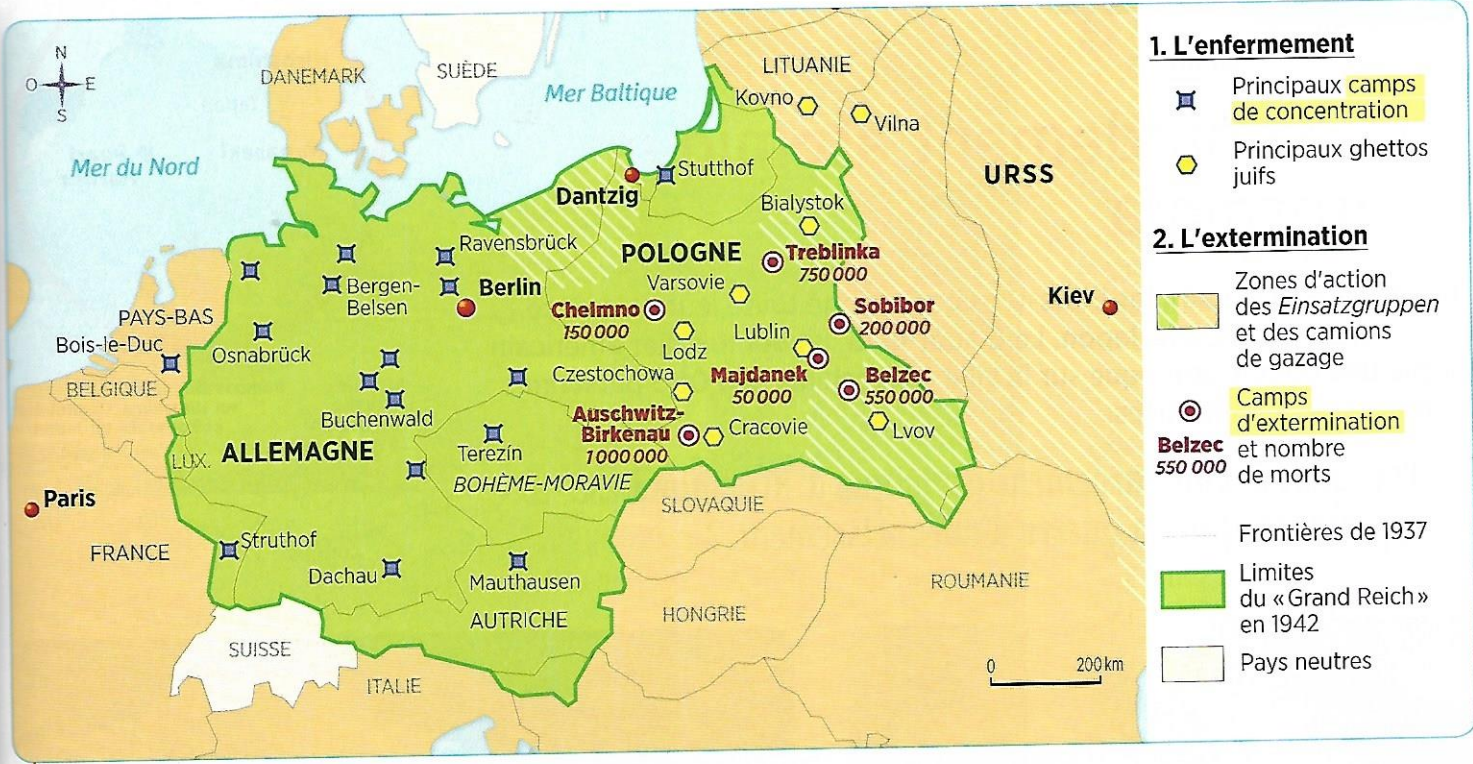 N
O
E
S
DANEMARK
SUÈDE
Mer Baltique
LITUANIE
Kovno
Vilna
Mer du Nord
Stutthof
URSS
Dantzig
Bialystok
Ravensbrück
POLOGNE
Treblinka
750 000
Varsovie
Bergen-
Belsen
Berlin
Chelmno
150 000
Sobibor
200 000
Kiev
PAYS-BAS
Bois-le-Duc
Osnabrück
Lodz
Lublin
BELGIQUE
Czestochowa
Majdanek
50 000
Belzec
550 000
Buchenwald
Auschwitz-
Birkenau
1 000 000
Cracovie
Lvov
LUX.
ALLEMAGNE
Terezín
BOHÈME-MORAVIE
Paris
SLOVAQUIE
FRANCE
Struthof
Dachau
Mauthausen
ROUMANIE
AUTRICHE
HONGRIE
SUISSE
ITALIE
0
200 km
1. L'enfermement
Principaux camps
de concentration
Principaux ghettos
juifs
2. L'extermination
Zones d'action
des Einsatzgruppen
et des camions
de gazage
Camps
d'extermination
et nombre
de morts
Belzec
550 000
Frontières de 1937
Limites
du « Grand Reich »
en 1942
Pays neutres